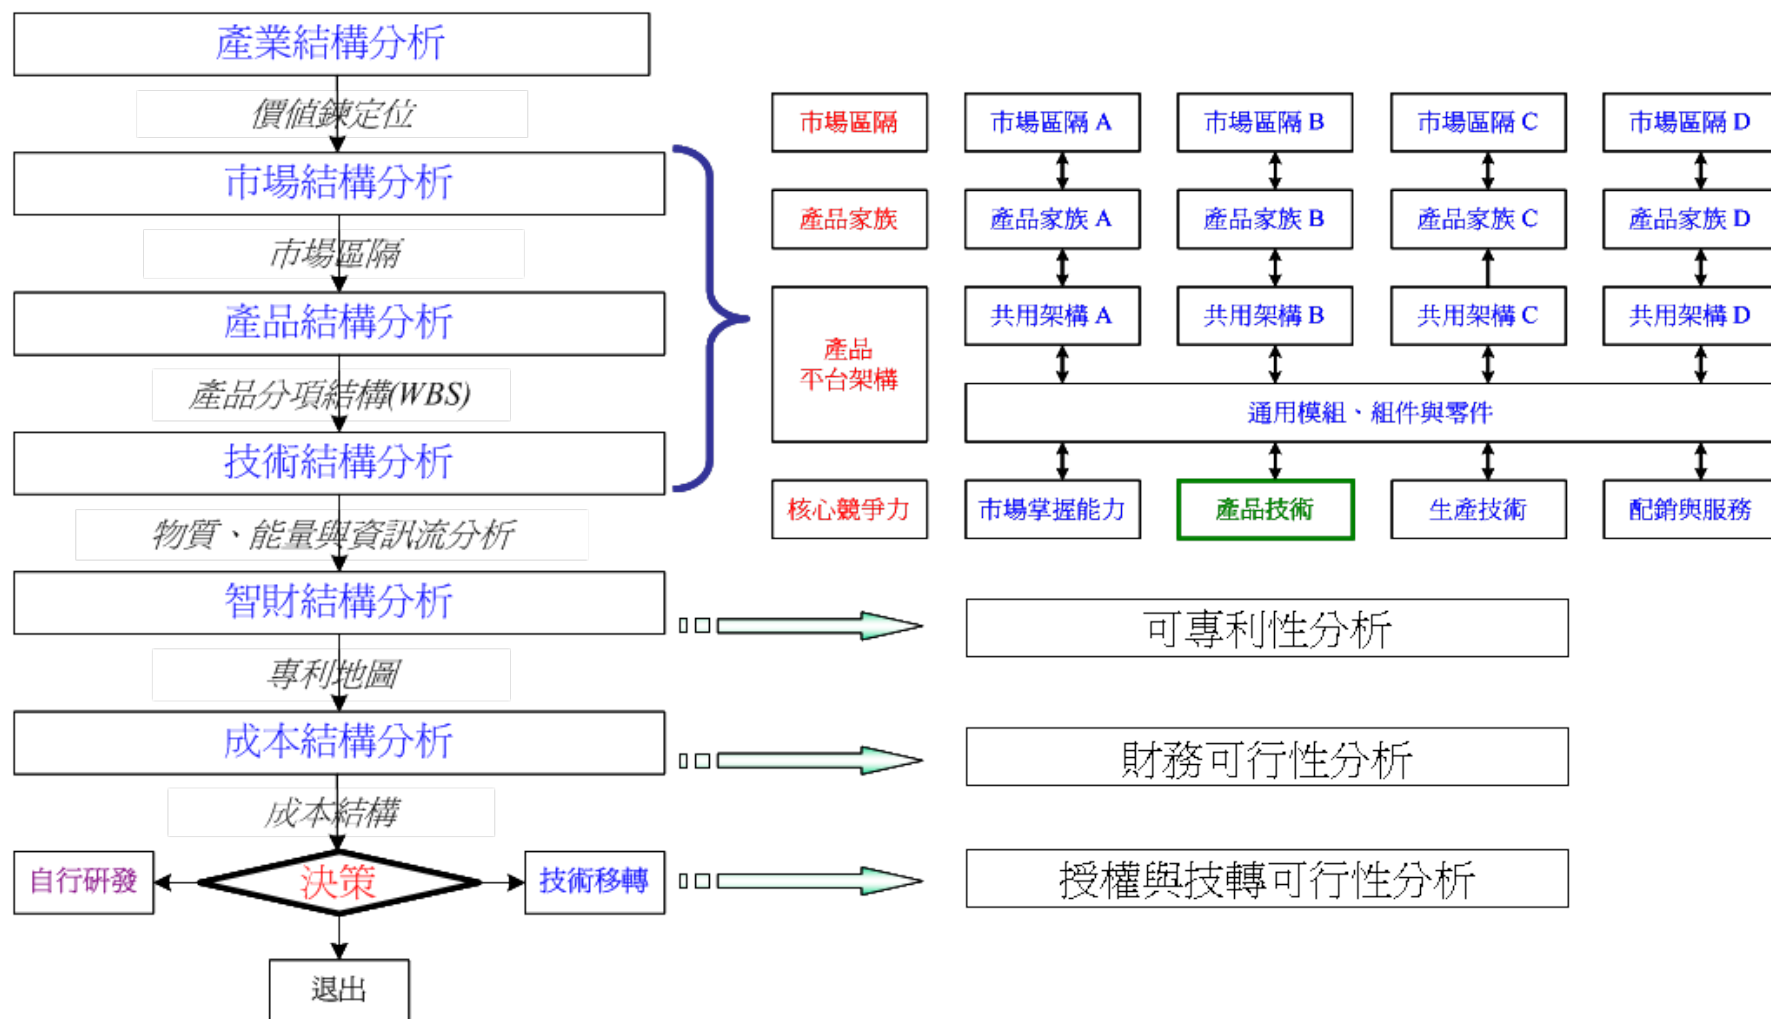 產業結構分析
價值鍊定位
市場結構分析
市場區隔
產品結構分析
產品分項結構(WBS)
技術結構分析
物質、能量與資訊流分析
智財結構分析
專利地圖
成本結構分析
成本結構
自行研發
決策
技術移轉
退出
市場區隔
市場區隔 A
市場區隔 B
市場區隔 C
市場區隔 D
產品家族
產品家族 A
產品家族 B
產品家族 C
產品家族 D
產品
平台架構
共用架構 A
共用架構 B
共用架構 C
共用架構 D
通用模組、組件與零件
核心競爭力
市場掌握能力
產品技術
生產技術
配銷與服務
可專利性分析
財務可行性分析
授權與技轉可行性分析